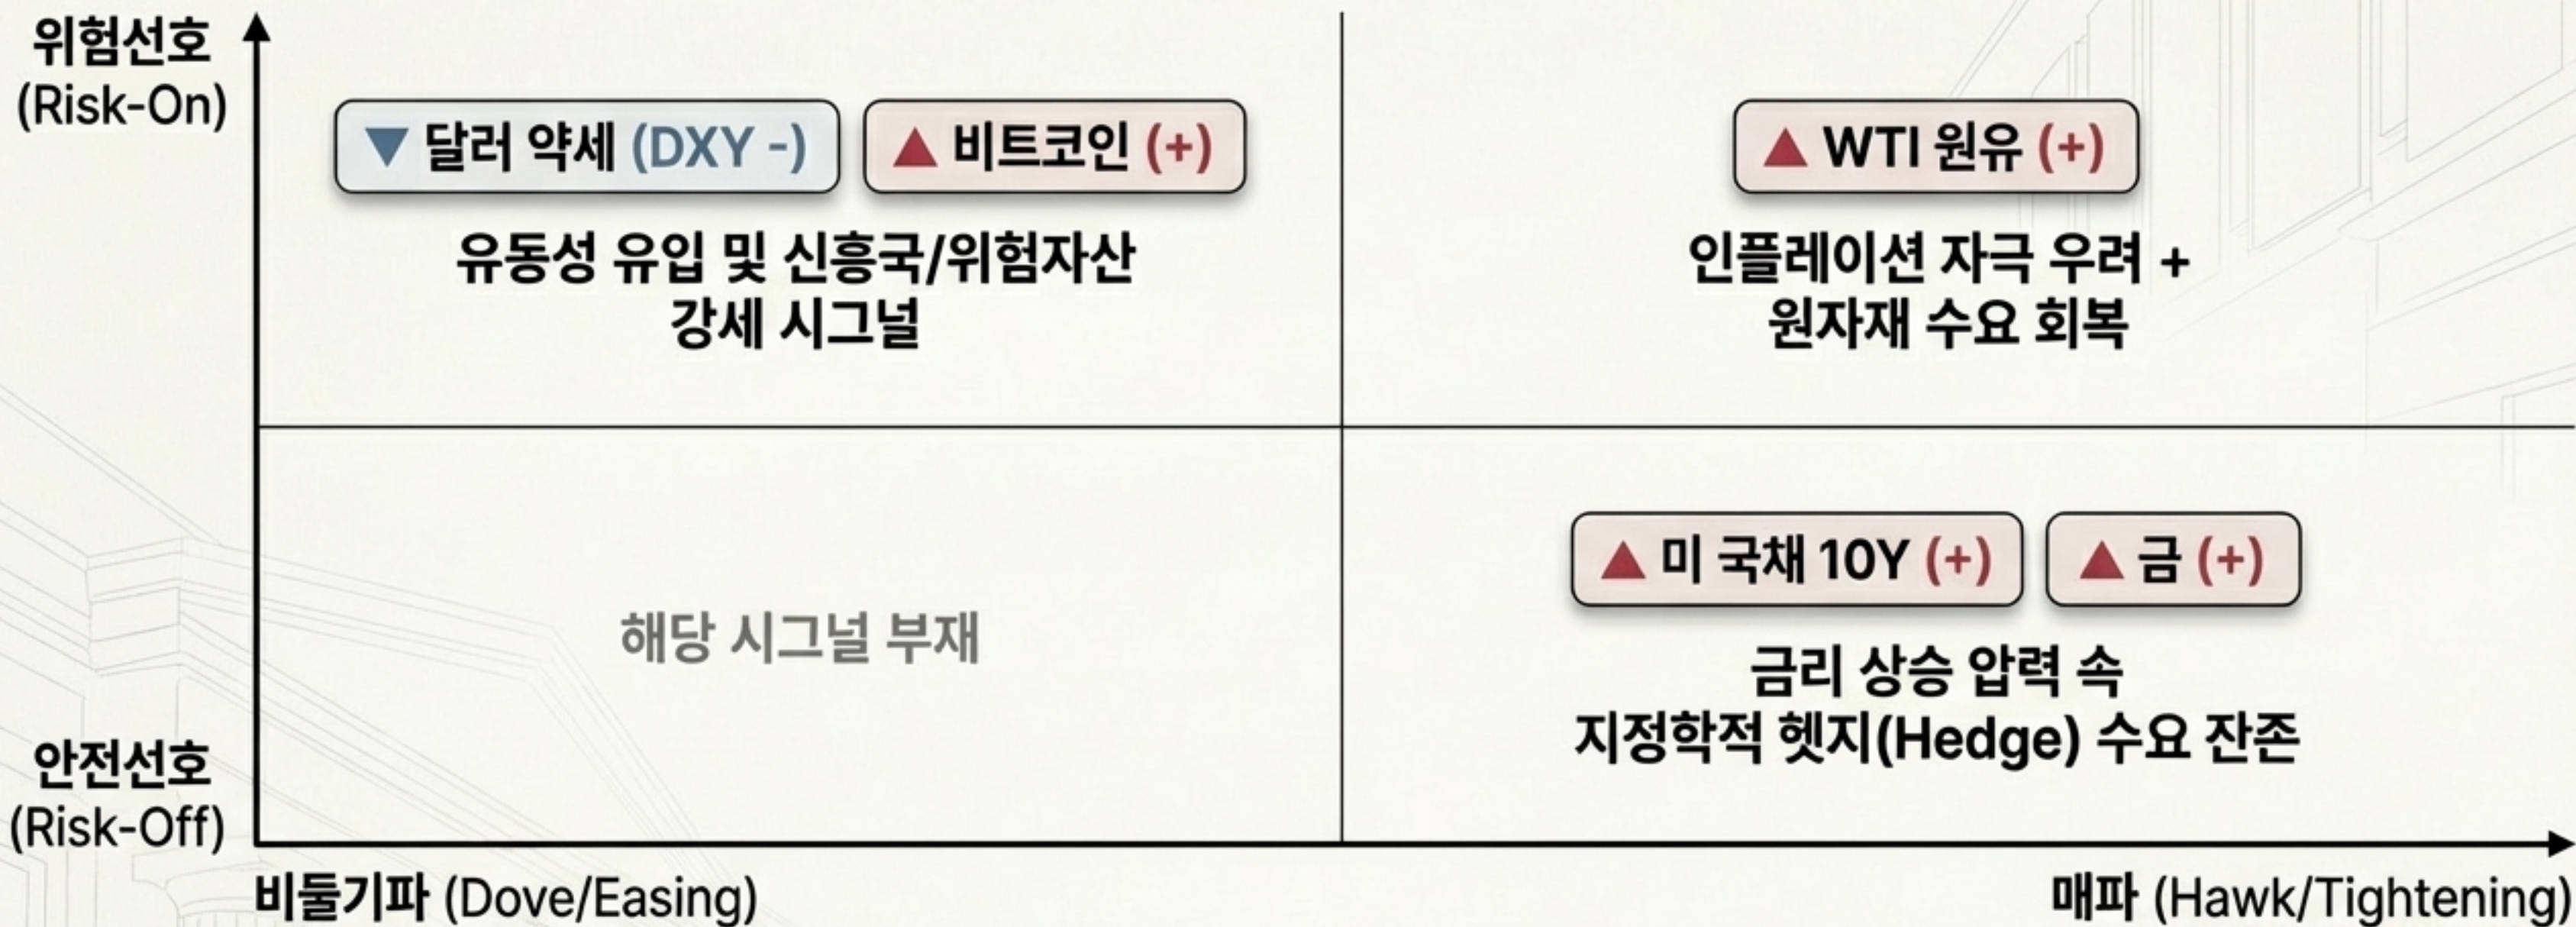 위험선호
(Risk-On)
▼ 달러 약세 (DXY -)
▲ 비트코인 (+)
유동성 유입 및 신흥국/위험자산
강세 시그널
▲ WTI 원유 (+)
인플레이션 자극 우려 +
원자재 수요 회복
해당 시그널 부재
▲ 미 국채 10Y (+)
▲ 금 (+)
금리 상승 압력 속
지정학적 헷지(Hedge) 수요 잔존
안전선호
(Risk-Off)
비둘기파 (Dove/Easing)
매파 (Hawk/Tightening)